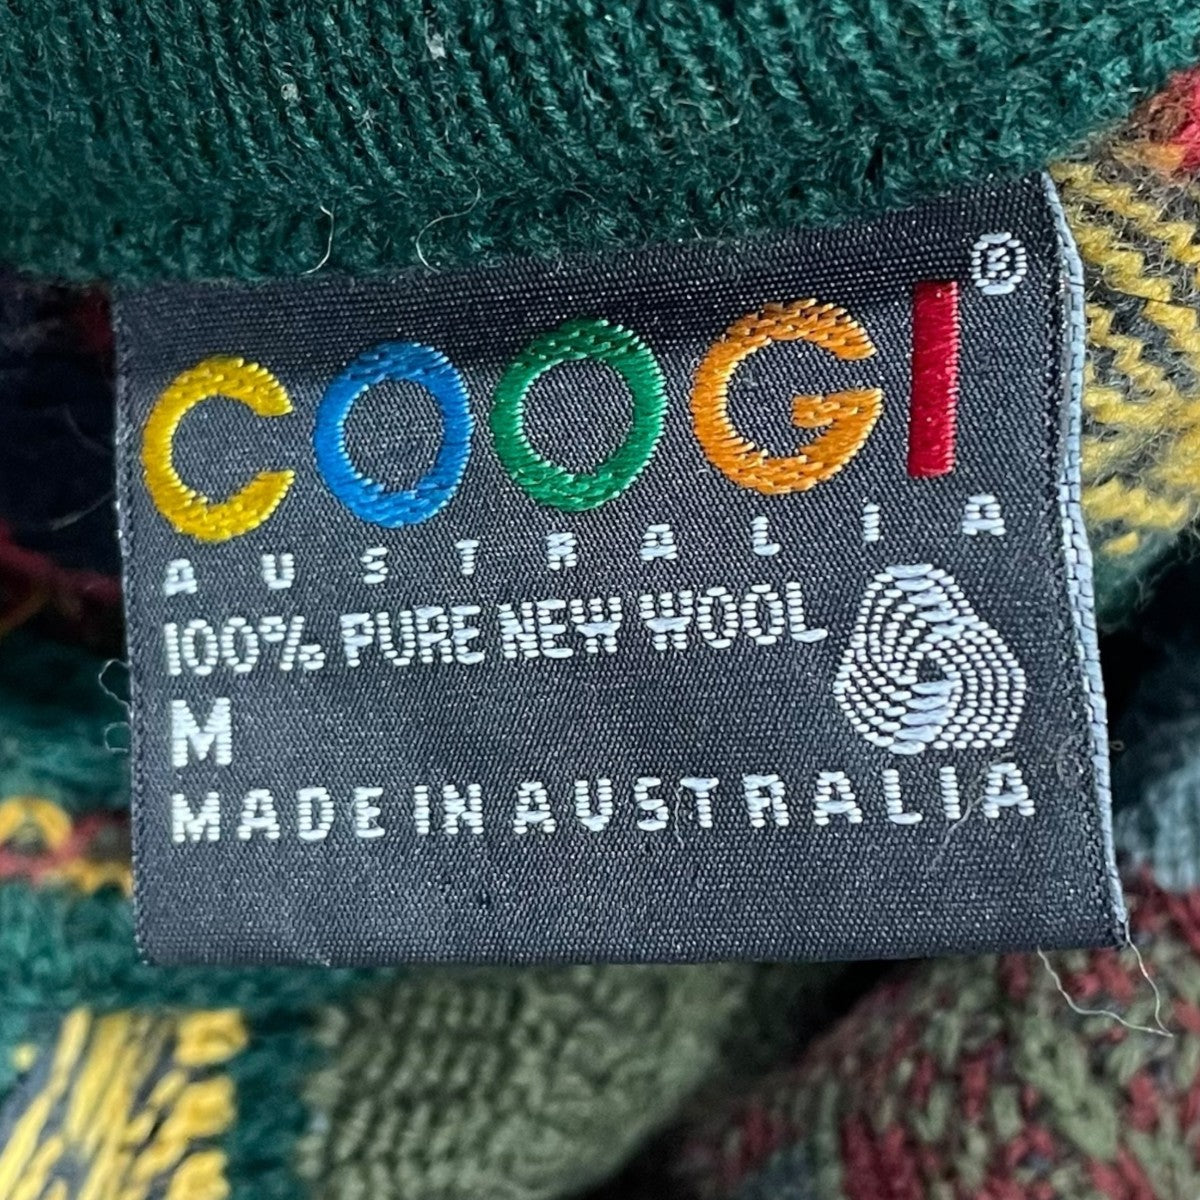 COOGI®
AUSTRALIA
100% PURE NEW WOOL
M
MADE IN AUSTRALIA